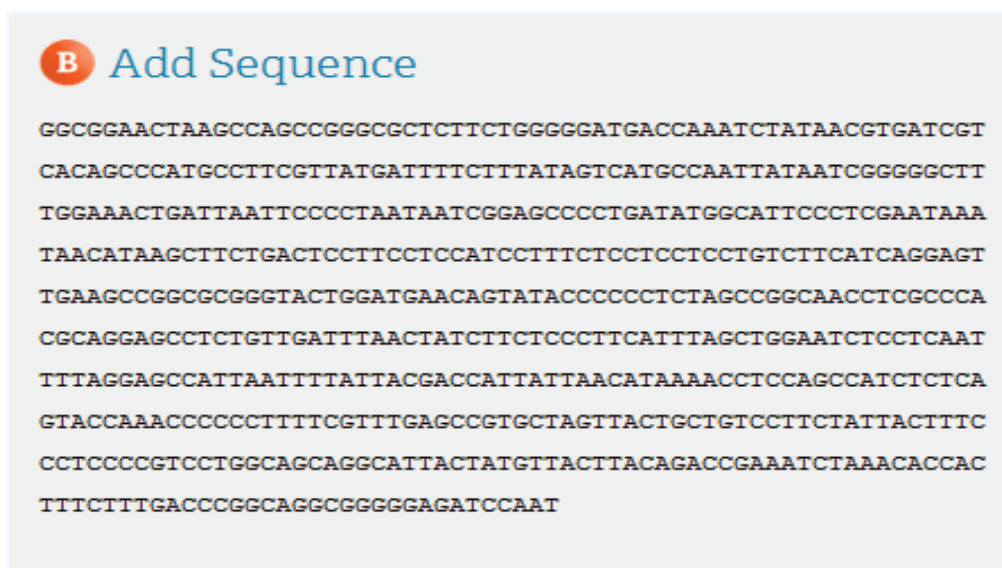 B Add Sequence
GGCGGAACTAAGCCAGCCGGGCGCTCTTCTGGGGGATGACCAAATCTATAACGTGATCGT
CACAGCCCATGCCTTCGTTATGATTTTCTTTATAGTCATGCCAATTATAATCGGGGGCTT
TGGAAACTGATTAATTCCCCTAATAATCGGAGCCCCTGATATGGCATTCCCTCGAATAAA
TAACATAAGCTTCTGACTCCTTCCTCCATCCTTTCTCCTCCTCCTGTCTTCATCAGGAGT
TGAAGCCGGCGCGGGTACTGGATGAACAGTATACCCCCCTCTAGCCGGCAACCTCGCCCA
CGCAGGAGCCTCTGTTGATTTAACTATCTTCTCCCTTCATTTAGCTGGAATCTCCTCAAT
TTTAGGAGCCATTAATTTTATTACGACCATTATTAACATAAAACCTCCAGCCATCTCTCA
GTACCAAACCCCCCTTTTCGTTTGAGCCGTGCTAGTTACTGCTGTCCTTCTATTACTTTC
CCTCCCCGTCCTGGCAGCAGGCATTACTATGTTACTTACAGACCGAAATCTAAACACCAC
TTTCTTTGACCCGGCAGGCGGGGGAGATCCAAT